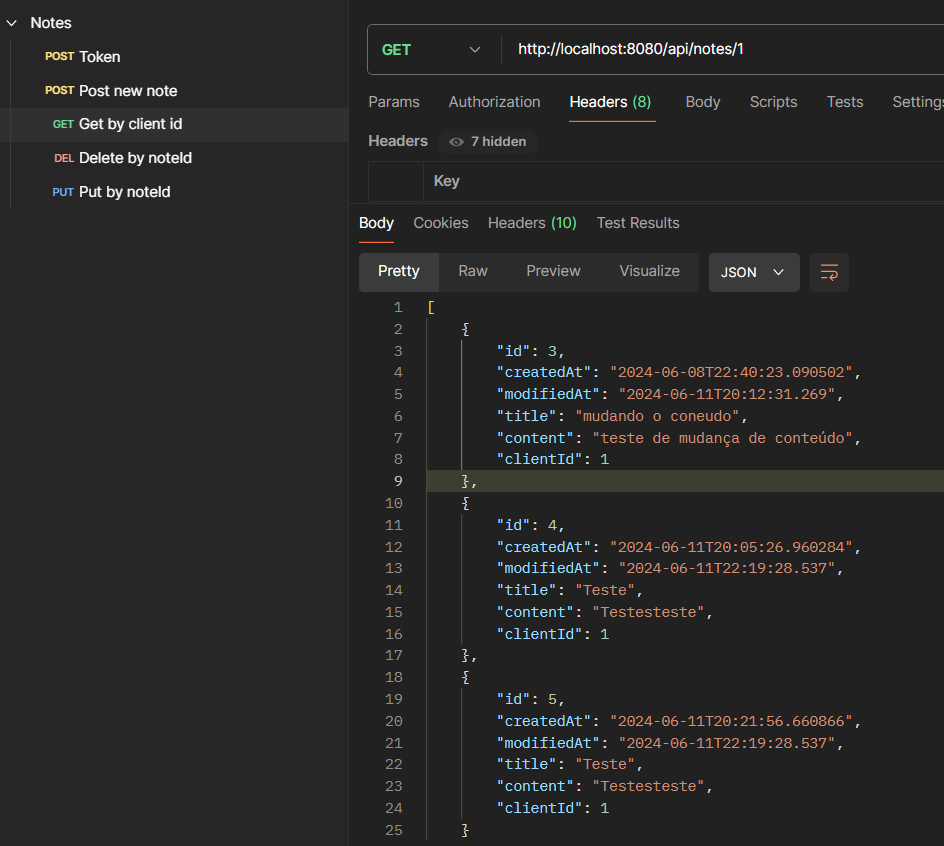 Notes
POST Token
POST Post new note
GET Get by client id
DEL Delete by noteId
PUT Put by noteId
GET http://localhost:8080/api/notes/1
Params Authorization Headers (8) Body Scripts Tests Settings
Headers 7 hidden
Key
Body Cookies Headers (10) Test Results
Pretty Raw Preview Visualize JSON
1 [
2 {
3 "id": 3,
4 "createdAt": "2024-06-08T22:40:23.090502",
5 "modifiedAt": "2024-06-11T20:12:31.269",
6 "title": "mudando o coneudo",
7 "content": "teste de mudança de conteúdo",
8 "clientId": 1
9 },
10 {
11 "id": 4,
12 "createdAt": "2024-06-11T20:05:26.960284",
13 "modifiedAt": "2024-06-11T22:19:28.537",
14 "title": "Teste",
15 "content": "Testesteste",
16 "clientId": 1
17 },
18 {
19 "id": 5,
20 "createdAt": "2024-06-11T20:21:56.660866",
21 "modifiedAt": "2024-06-11T22:19:28.537",
22 "title": "Teste",
23 "content": "Testesteste",
24 "clientId": 1
25 }